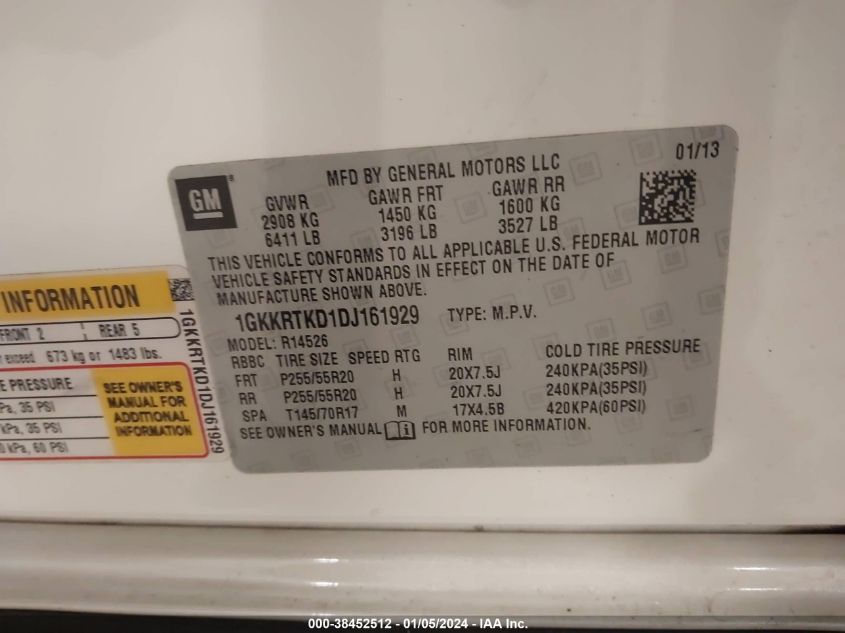 01/13
MFD BY GENERAL MOTORS LLC
GM
GVWR GAWR FRT GAWR RR
2908 KG 1450 KG 1600 KG
6411 LB 3196 LB 3527 LB
THIS VEHICLE CONFORMS TO ALL APPLICABLE U.S. FEDERAL MOTOR
VEHICLE SAFETY STANDARDS IN EFFECT ON THE DATE OF
MANUFACTURE SHOWN ABOVE.
1GKKRTKD1DJ161929 TYPE: M.P.V.
MODEL: R14526
RBBC TIRE SIZE SPEED RTG RIM COLD TIRE PRESSURE
FRT P255/55R20 H 20X7.5J 240KPA(35PSI)
RR P255/55R20 H 20X7.5J 240KPA(35PSI)
SPA T145/70R17 M 17X4.5B 420KPA(60PSI)
SEE OWNER'S MANUAL FOR MORE INFORMATION.
INFORMATION
FRONT 2 REAR 5
exceed 673 kg or 1483 lbs.
PRESSURE
kPa, 35 PSI
kPa, 35 PSI
kPa, 60 PSI
SEE OWNER'S
MANUAL FOR
ADDITIONAL
INFORMATION
1GKKRTKD1DJ161929
000-38452512 - 01/05/2024 - IAA Inc.